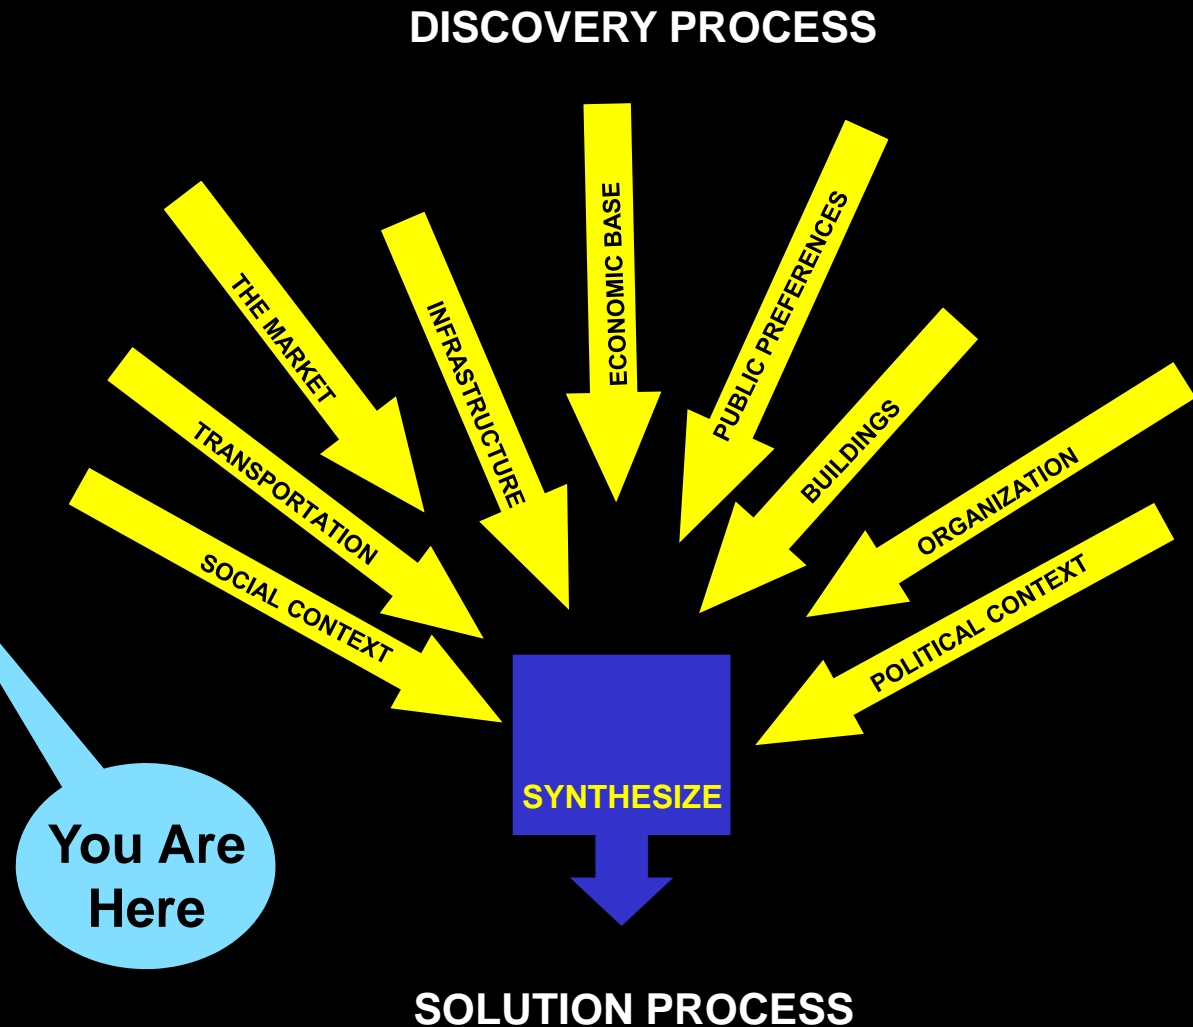 DISCOVERY PROCESS
ECONOMIC BASE
PUBLIC PREFERENCES
THE MARKET
INFRASTRUCTURE
BUILDINGS
TRANSPORTATION
ORGANIZATION
SOCIAL CONTEXT
POLITICAL CONTEXT
SYNTHESIZE
You Are
Here
SOLUTION PROCESS